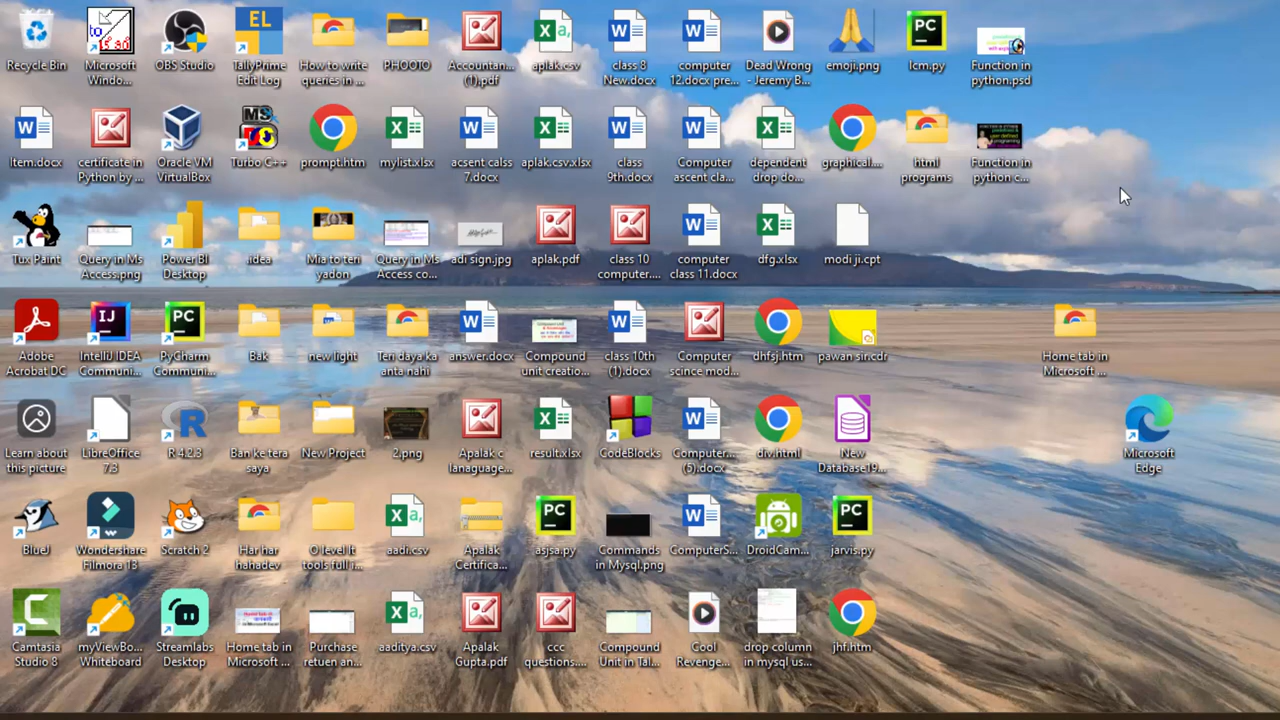 Recycle Bin
Microsoft Windo...
OBS Studio
EL
TallyPrime Edit Log
How to write queries in ...
PHOOTO
Accountan... (1).pdf
aplak.csv
class 8 New.docx
computer 12.docx pre...
Dead Wrong - Jeremy B...
emoji.png
PC
lcm.py
Function in python.psd
Item.docx
certificate in Python by ...
Oracle VM VirtualBox
Turbo C++
prompt.htm
mylist.xlsx
acsent calss 7.docx
aplak.csv.xlsx
class 9th.docx
Computer ascent cla...
dependent drop do...
graphical....
html programs
Function in python c...
Tux Paint
Query in Ms Access.png
Power BI Desktop
.idea
Mia to teri yadon
Query in Ms Access co...
adi sign.jpg
aplak.pdf
class 10 computer....
computer class 11.docx
dfg.xlsx
modi ji.cpt
Adobe Acrobat DC
IJ
IntelliJ IDEA Communi...
PC
PyCharm Communi...
Bak
new light
Teri daya ka anta nahi
answer.docx
Compound unit creatio...
class 10th (1).docx
Computer scince mod...
dhfsj.htm
pawan sir.cdr
Home tab in Microsoft ...
Learn about this picture
LibreOffice 7.3
R 4.2.3
Ban ke tera saya
New Project
2.png
Apalak c lanaguage...
result.xlsx
CodeBlocks
Computer... (5).docx
div.html
New Database19...
Microsoft Edge
BlueJ
Wondershare Filmora 13
Scratch 2
Har har hahadev
O level It tools full i...
aadi.csv
Apalak Certifica...
PC
asjsa.py
Commands in Mysql.png
ComputerS...
DroidCam...
PC
jarvis.py
Camtasia Studio 8
myViewBo... Whiteboard
Streamlabs Desktop
Home tab in Microsoft ...
Purchase retuen an...
aaditya.csv
Apalak Gupta.pdf
ccc questions....
Compound Unit in Tal...
Cool Revenge...
drop column in mysql us...
jhf.htm